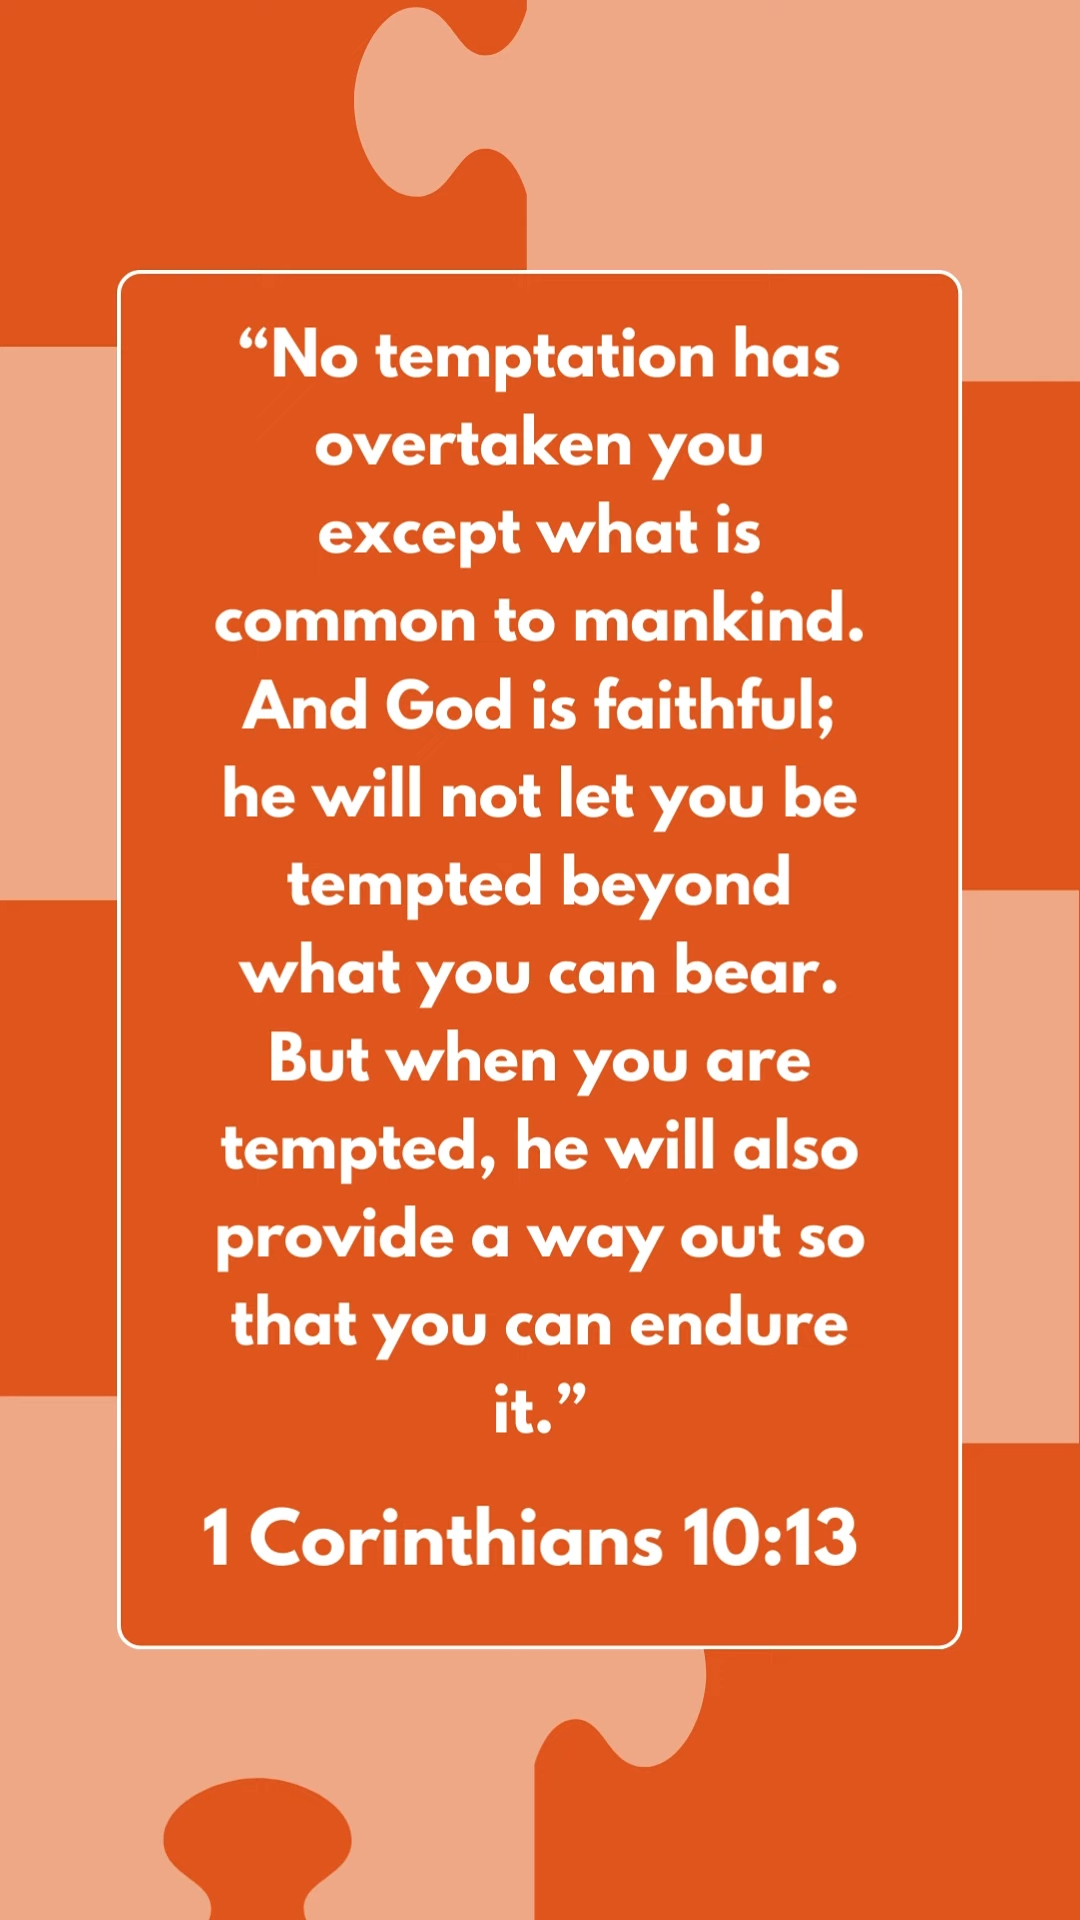 “No temptation has
overtaken you
except what is
common to mankind.
And God is faithful;
he will not let you be
tempted beyond
what you can bear.
But when you are
tempted, he will also
provide a way out so
that you can endure
it.”
1 Corinthians 10:13